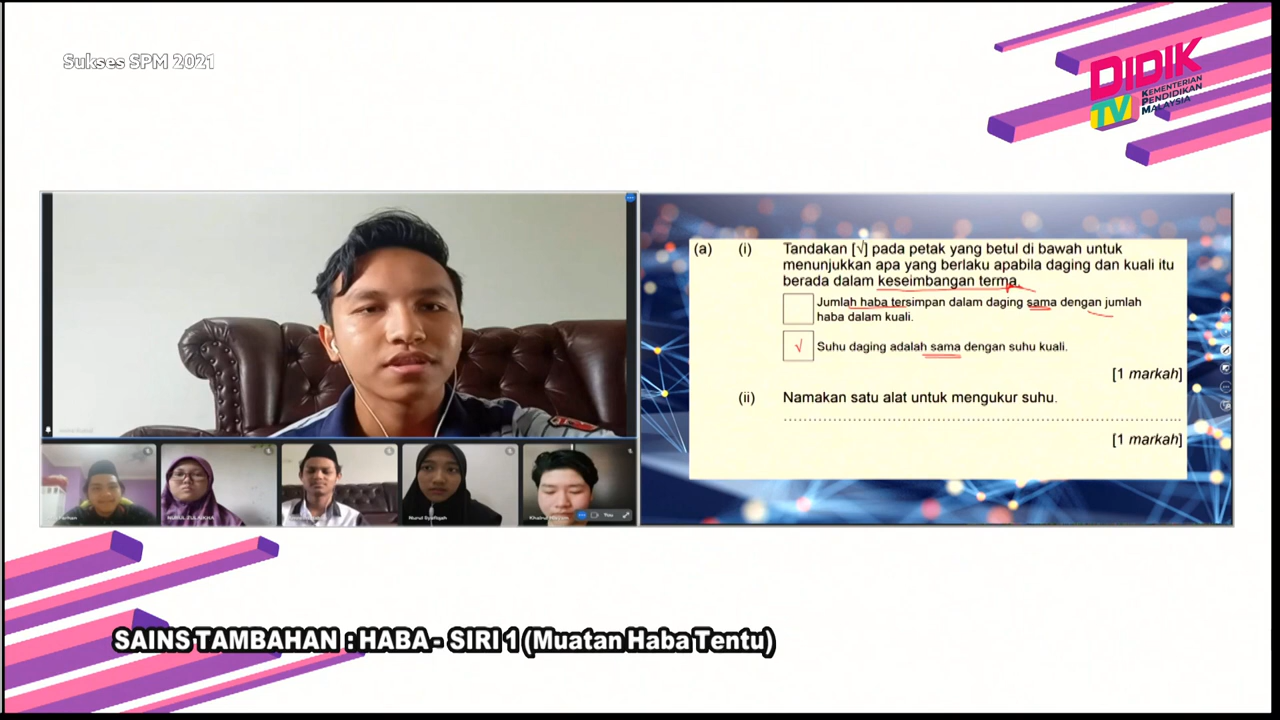 Sukses SPM 2021
DIDIK
TV
KEMENTERIAN
PENDIDIKAN
MALAYSIA
(a) (i) Tandakan [√] pada petak yang betul di bawah untuk
menunjukkan apa yang berlaku apabila daging dan kuali itu
berada dalam keseimbangan terma.
Jumlah haba tersimpan dalam daging sama dengan jumlah
haba dalam kuali.
√ Suhu daging adalah sama dengan suhu kuali.
[1 markah]
(ii) Namakan satu alat untuk mengukur suhu.
[1 markah]
NURUL ZULAIKHA
Nurul Syafiqah
You
SAINS TAMBAHAN : HABA - SIRI 1 (Muatan Haba Tentu)